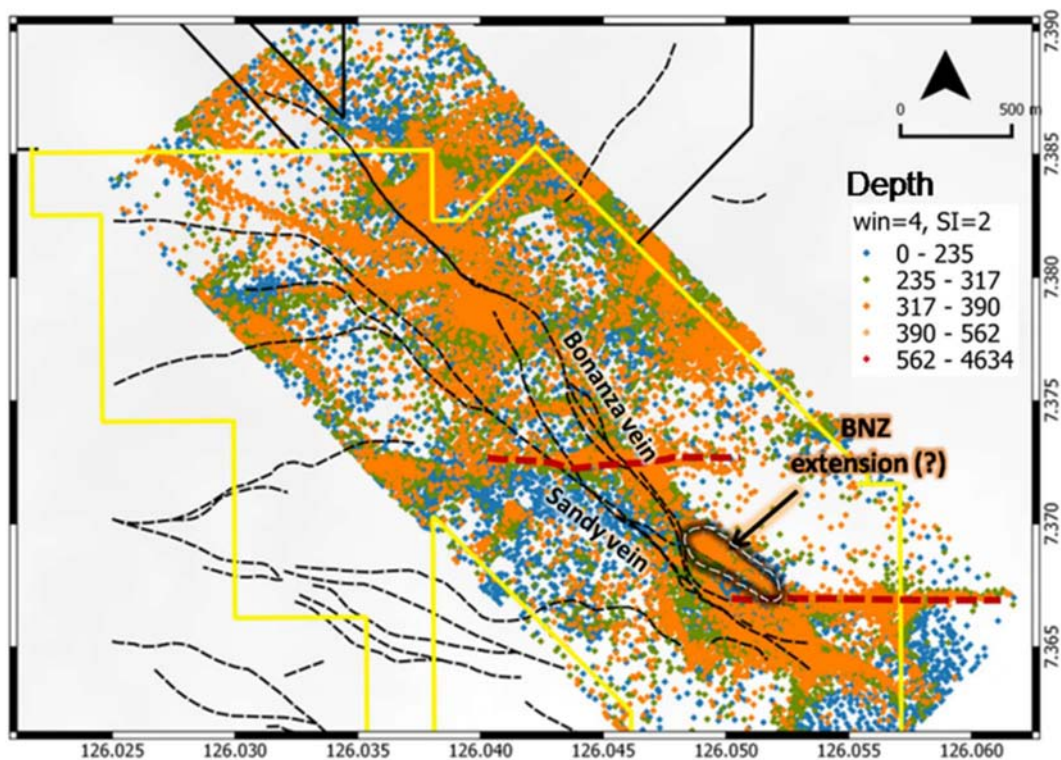 7.390
0 500 m
7.385
Depth
win=4, SI=2
0 - 235
235 - 317
317 - 390
390 - 562
562 - 4634
7.380
7.375
Bonanza vein
BNZ
extension (?)
Sandy vein
7.370
7.365
126.025 126.030 126.035 126.040 126.045 126.050 126.055 126.060